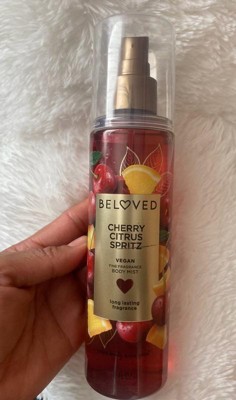 BELOVED
CHERRY
CITRUS
SPRITZ
VEGAN
FINE FRAGRANCE
BODY MIST
long lasting
fragrance